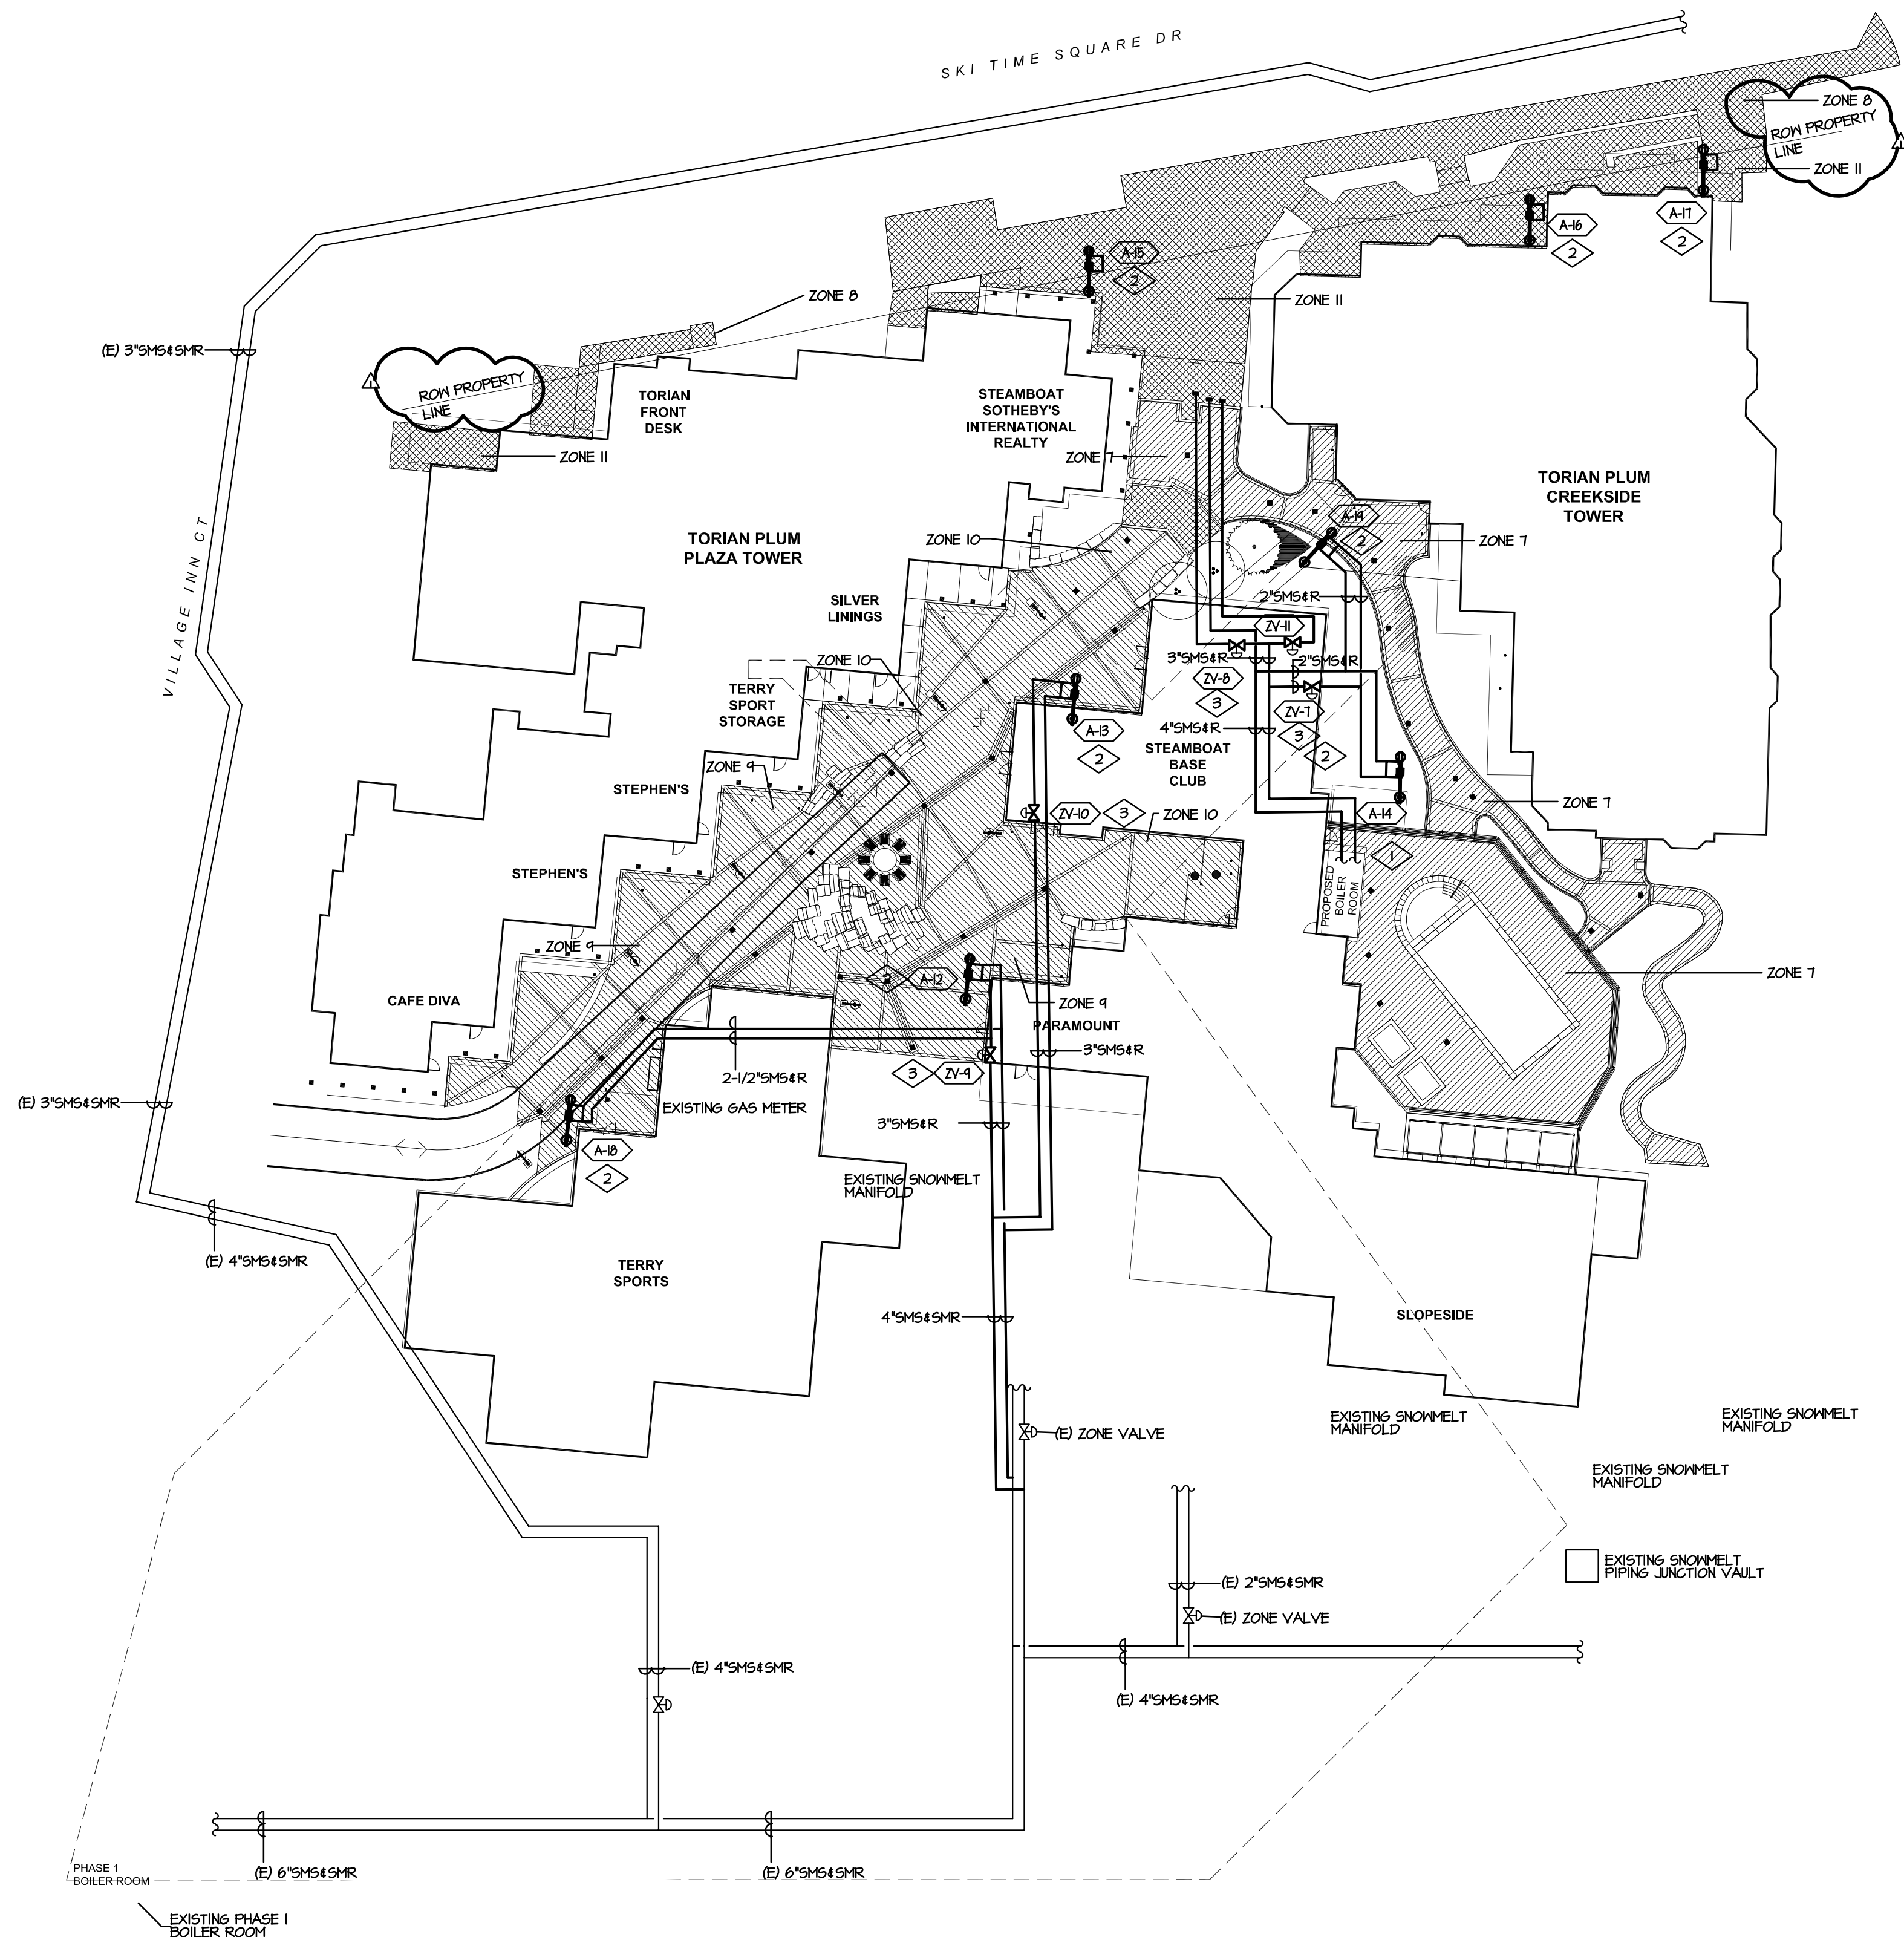 SKI TIME SQUARE DR
ZONE 8
ROW PROPERTY
LINE
1
ZONE 11
A-17
2
A-16
2
A-15
2
ZONE 11
ZONE 8
(E) 3"SMS&SMR
ROW PROPERTY
LINE
1
TORIAN
FRONT
DESK
STEAMBOAT
SOTHEBY'S
INTERNATIONAL
REALTY
ZONE 11
ZONE 7
TORIAN PLUM
CREEKSIDE
TOWER
VILLAGE INN CT
TORIAN PLUM
PLAZA TOWER
ZONE 10
A-19
2
ZONE 7
SILVER
LININGS
2"SMS&R
ZV-11
ZONE 10
3"SMS&R
2"SMS&R
ZV-8
3
TERRY
SPORT
STORAGE
ZV-7
3
2
A-13
2
4"SMS&R
STEAMBOAT
BASE
CLUB
ZONE 9
STEPHEN'S
ZV-10
3
ZONE 10
A-14
ZONE 7
1
STEPHEN'S
PROPOSED
BOILER
ROOM
ZONE 9
2
A-12
ZONE 7
CAFE DIVA
ZONE 9
PARAMOUNT
3"SMS&R
2-1/2"SMS&R
3
ZV-9
(E) 3"SMS&SMR
EXISTING GAS METER
3"SMS&R
A-18
2
EXISTING SNOWMELT
MANIFOLD
(E) 4"SMS&SMR
TERRY
SPORTS
4"SMS&SMR
SLOPESIDE
(E) ZONE VALVE
EXISTING SNOWMELT
MANIFOLD
EXISTING SNOWMELT
MANIFOLD
EXISTING SNOWMELT
MANIFOLD
EXISTING SNOWMELT
PIPING JUNCTION VAULT
(E) 2"SMS&SMR
(E) ZONE VALVE
(E) 4"SMS&SMR
(E) 4"SMS&SMR
(E) 6"SMS&SMR
(E) 6"SMS&SMR
PHASE 1
BOILER ROOM
EXISTING PHASE 1
BOILER ROOM